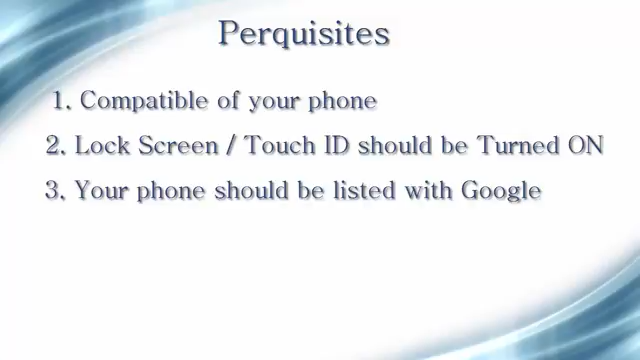 Perquisites
1. Compatible of your phone
2. Lock Screen / Touch ID should be Turned ON
3. Your phone should be listed with Google